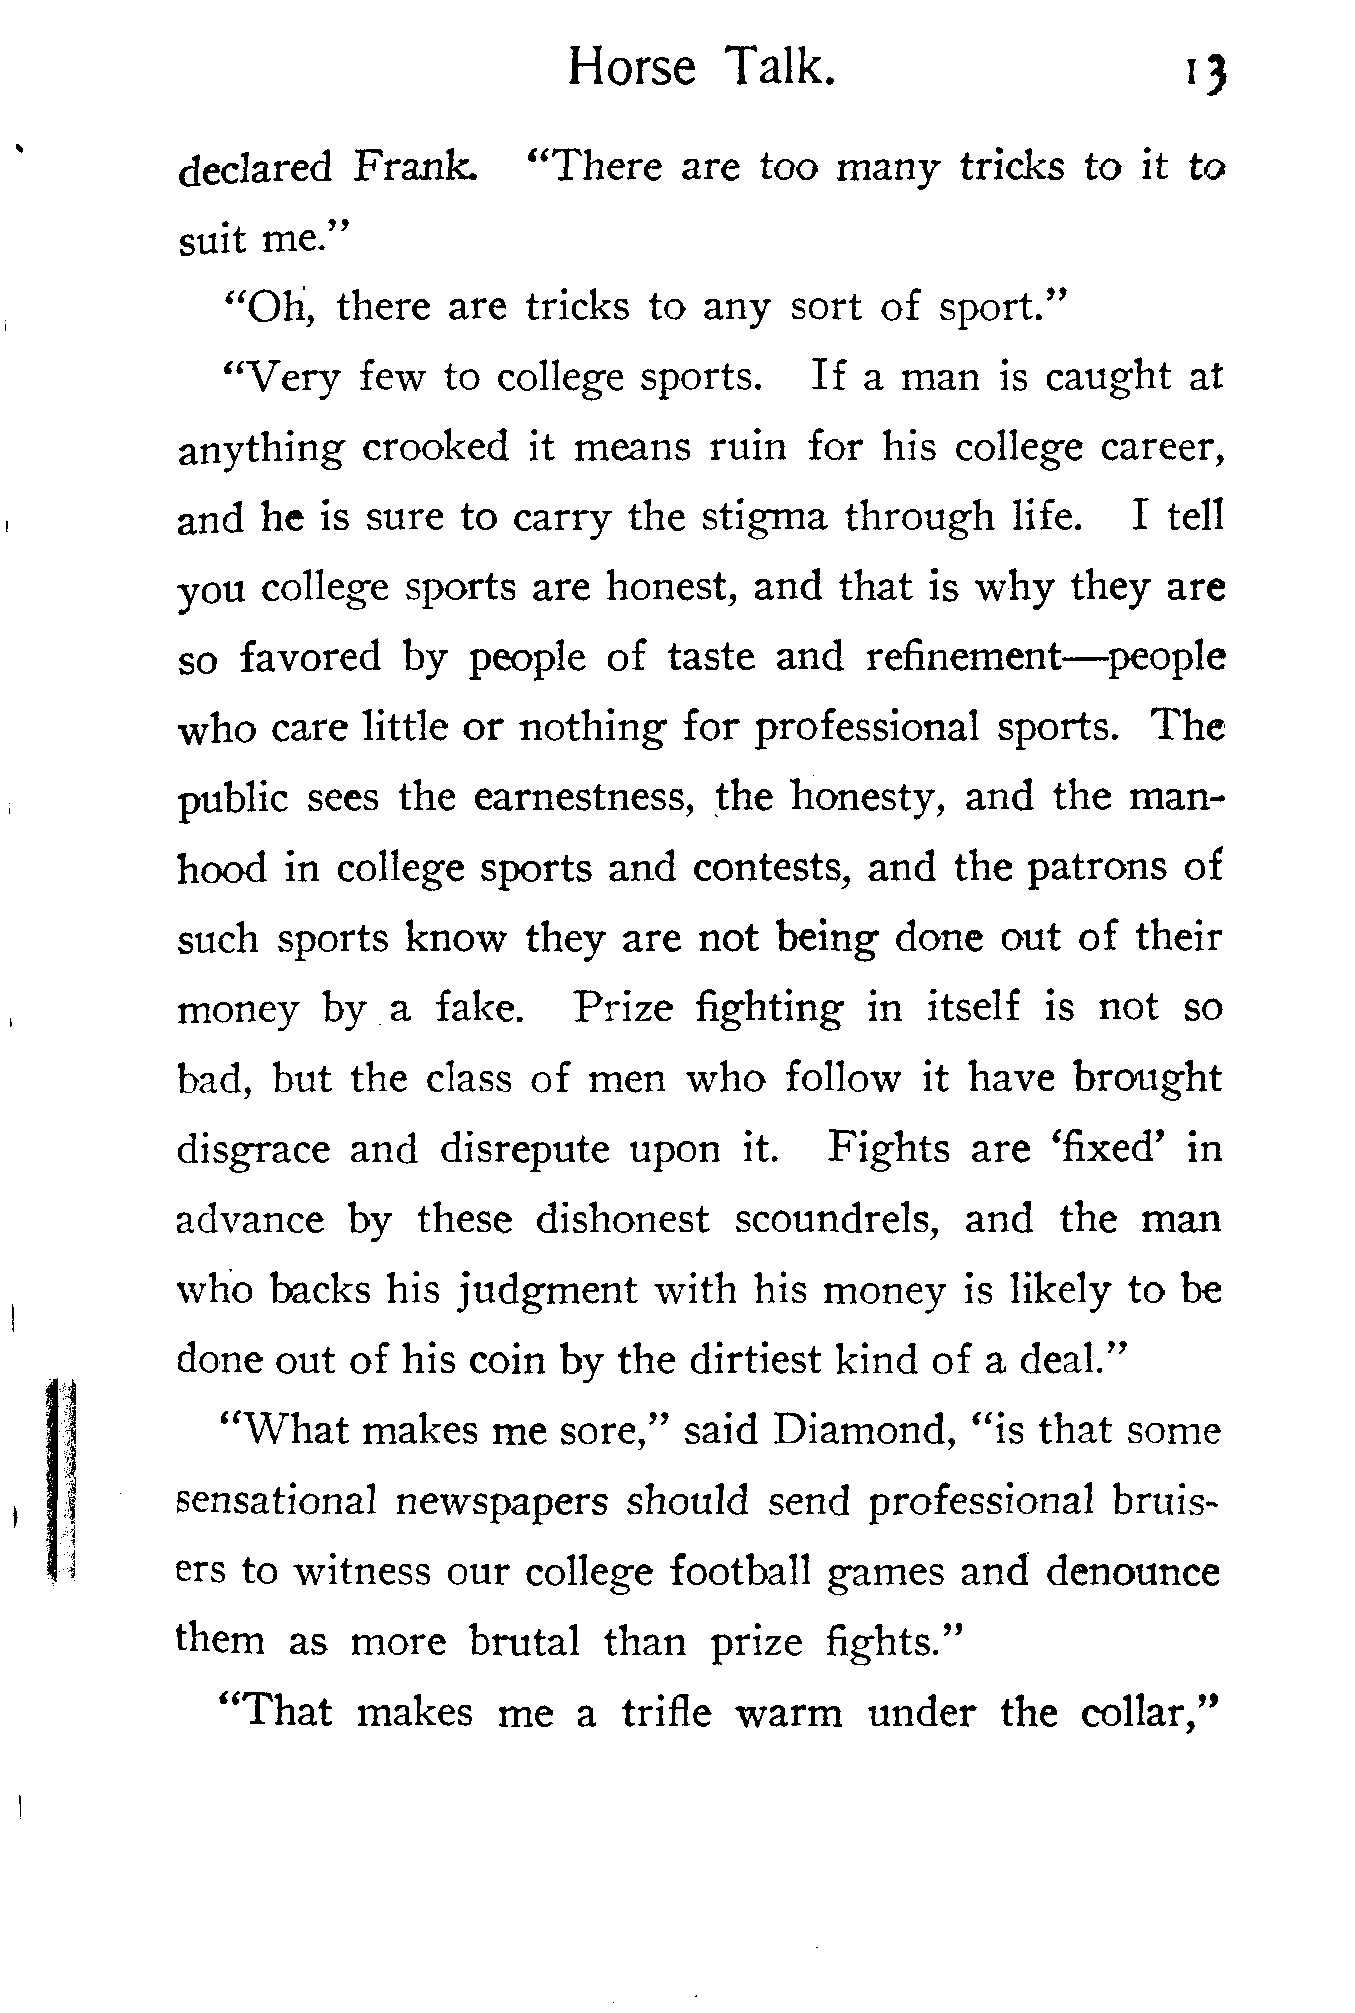 Horse Talk. 13
declared Frank. “There are too many tricks to it to
suit me.”
“Oh, there are tricks to any sort of sport.”
“Very few to college sports. If a man is caught at
anything crooked it means ruin for his college career,
and he is sure to carry the stigma through life. I tell
you college sports are honest, and that is why they are
so favored by people of taste and refinement—people
who care little or nothing for professional sports. The
public sees the earnestness, the honesty, and the man-
hood in college sports and contests, and the patrons of
such sports know they are not being done out of their
money by a fake. Prize fighting in itself is not so
bad, but the class of men who follow it have brought
disgrace and disrepute upon it. Fights are ‘fixed’ in
advance by these dishonest scoundrels, and the man
who backs his judgment with his money is likely to be
done out of his coin by the dirtiest kind of a deal.”
“What makes me sore,” said Diamond, “is that some
sensational newspapers should send professional bruis-
ers to witness our college football games and denounce
them as more brutal than prize fights.”
“That makes me a trifle warm under the collar,”